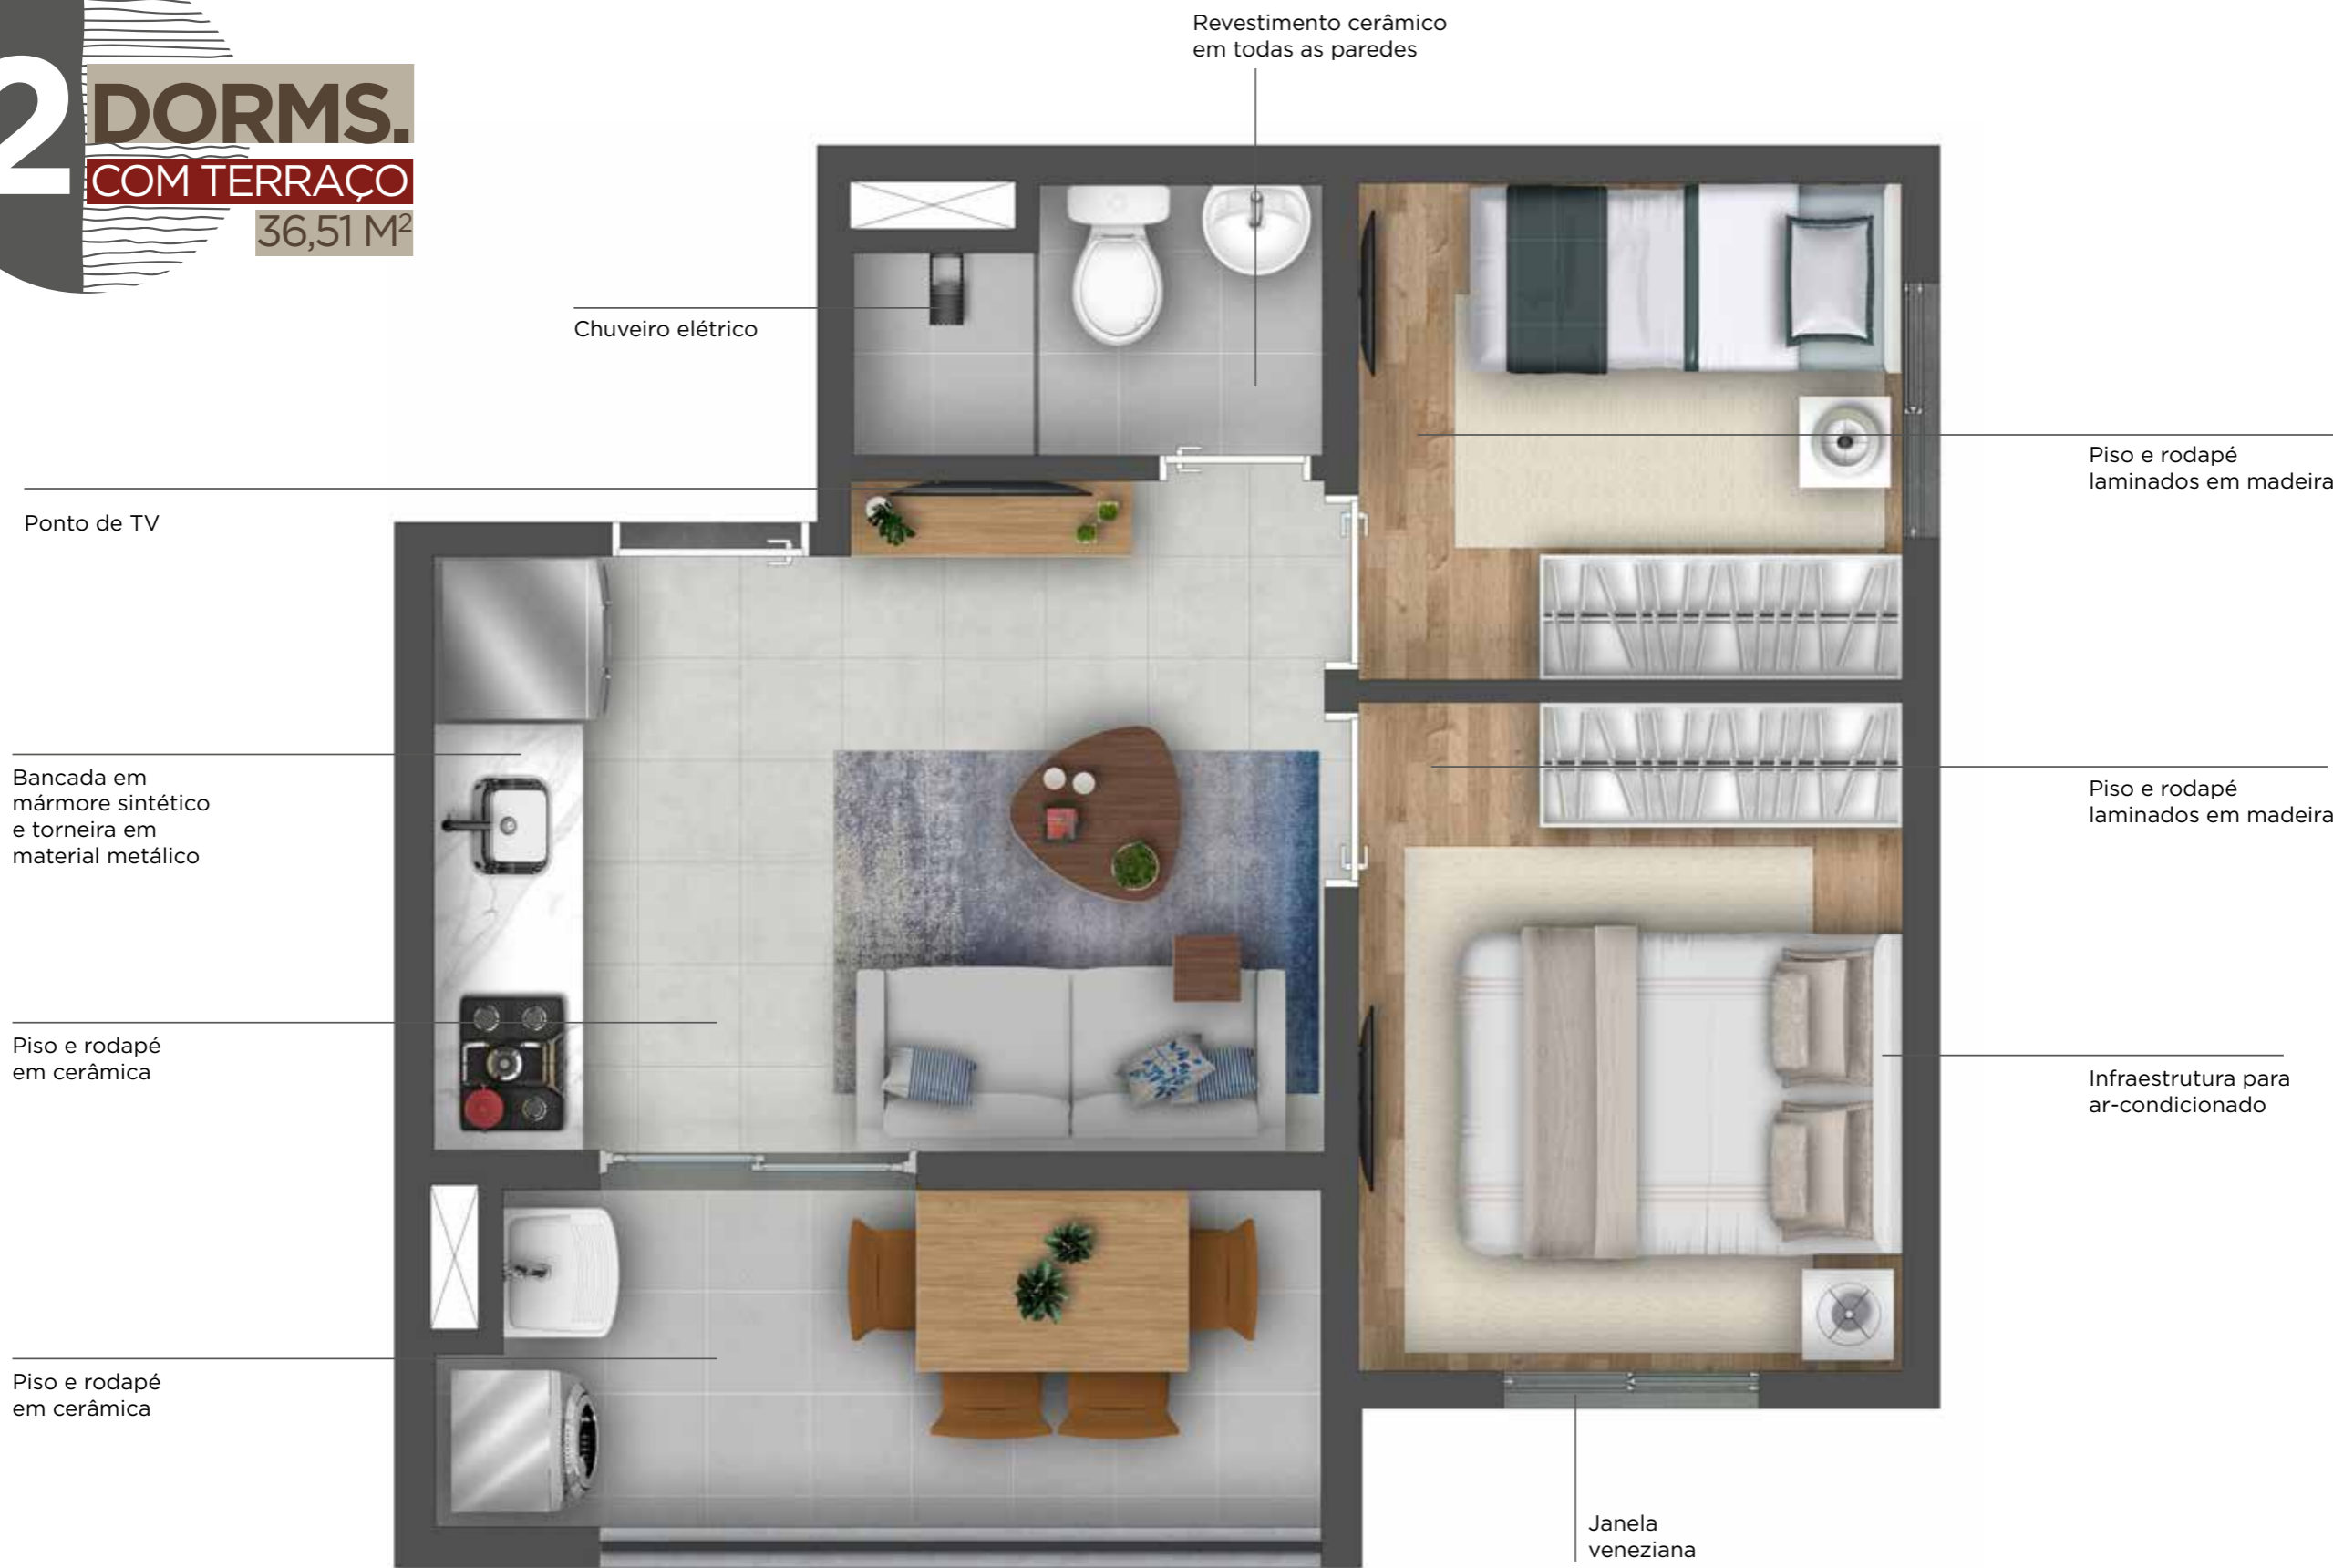 2 DORMS.
COM TERRAÇO
36,51 M²
Revestimento cerâmico
em todas as paredes
Chuveiro elétrico
Ponto de TV
Piso e rodapé
laminados em madeira
Bancada em
mármore sintético
e torneira em
material metálico
Piso e rodapé
laminados em madeira
Piso e rodapé
em cerâmica
Infraestrutura para
ar-condicionado
Piso e rodapé
em cerâmica
Janela
veneziana